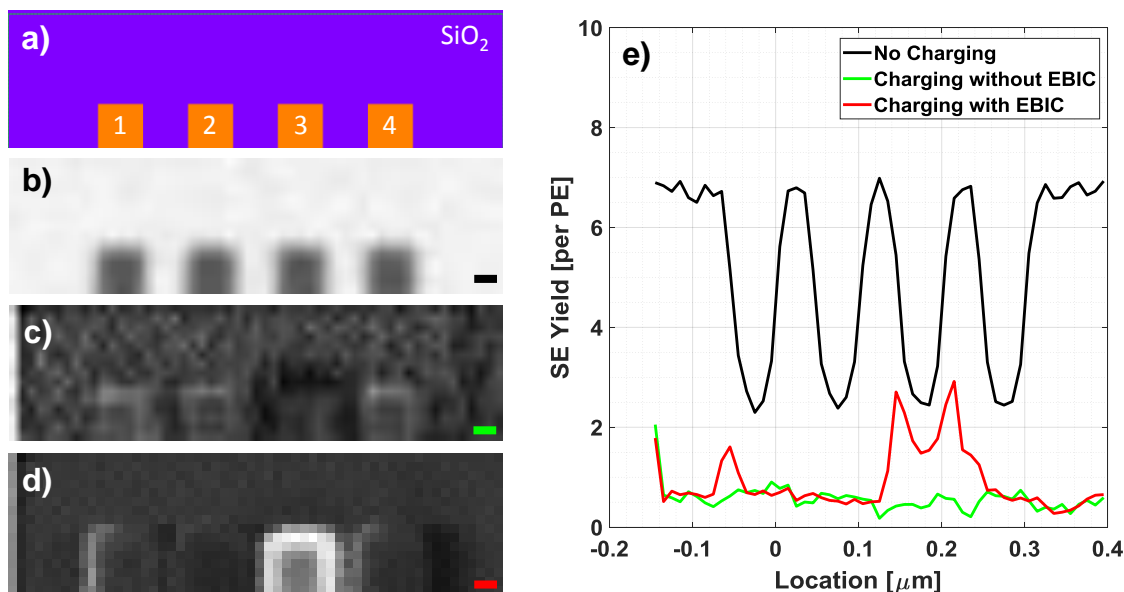 a)
SiO₂
1 2 3 4
b)
c)
d)
e)
No Charging
Charging without EBIC
Charging with EBIC
SE Yield [per PE]
10
8
6
4
2
0
-0.2 -0.1 0 0.1 0.2 0.3 0.4
Location [μm]